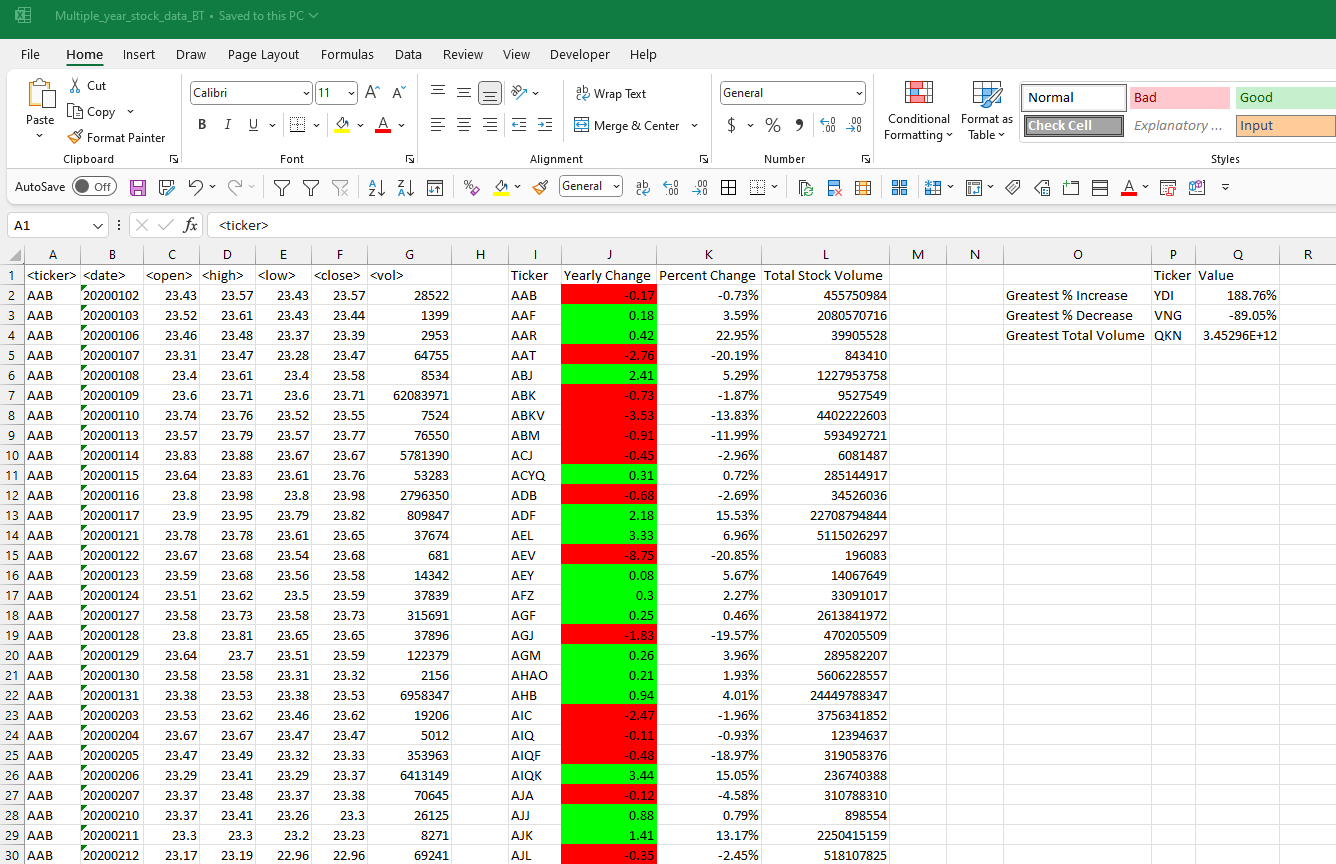 Multiple_year_stock_data_BT • Saved to this PC
File Home Insert Draw Page Layout Formulas Data Review View Developer Help
Paste
Cut
Copy
Format Painter
Clipboard
Calibri 11
B I U
Font
Wrap Text
Merge & Center
Alignment
General
$ % ,
Number
Conditional Formatting
Format as Table
Normal Bad Good
Check Cell Explanatory ... Input
Styles
AutoSave Off General
A1 fx <ticker>
A B C D E F G H I J K L M N O P Q R
1 <ticker> <date> <open> <high> <low> <close> <vol> Ticker Yearly Change Percent Change Total Stock Volume Ticker Value
2 AAB 20200102 23.43 23.57 23.43 23.57 28522 AAB -0.17 -0.73% 455750984 Greatest % Increase YDI 188.76%
3 AAB 20200103 23.52 23.61 23.43 23.44 1399 AAF 0.18 3.59% 2080570716 Greatest % Decrease VNG -89.05%
4 AAB 20200106 23.46 23.48 23.37 23.39 2953 AAR 0.42 22.95% 39905528 Greatest Total Volume QKN 3.45296E+12
5 AAB 20200107 23.31 23.47 23.28 23.47 64755 AAT -2.76 -20.19% 843410
6 AAB 20200108 23.4 23.61 23.4 23.58 8534 ABJ 2.41 5.29% 1227953758
7 AAB 20200109 23.6 23.71 23.6 23.71 62083971 ABK -0.73 -1.87% 9527549
8 AAB 20200110 23.74 23.76 23.52 23.55 7524 ABKV -3.53 -13.83% 4402222603
9 AAB 20200113 23.57 23.79 23.57 23.77 76550 ABM -0.91 -11.99% 593492721
10 AAB 20200114 23.83 23.88 23.67 23.67 5781390 ACJ -0.45 -2.96% 6081487
11 AAB 20200115 23.64 23.83 23.61 23.76 53283 ACYQ 0.31 0.72% 285144917
12 AAB 20200116 23.8 23.98 23.8 23.98 2796350 ADB -0.68 -2.69% 34526036
13 AAB 20200117 23.9 23.95 23.79 23.82 809847 ADF 2.18 15.53% 22708794844
14 AAB 20200121 23.78 23.78 23.61 23.65 37674 AEL 3.33 6.96% 5115026297
15 AAB 20200122 23.67 23.68 23.54 23.68 681 AEV -8.75 -20.85% 196083
16 AAB 20200123 23.59 23.68 23.56 23.58 14342 AEY 0.08 5.67% 14067649
17 AAB 20200124 23.51 23.62 23.5 23.59 37839 AFZ 0.3 2.27% 33091017
18 AAB 20200127 23.58 23.73 23.58 23.73 315691 AGF 0.25 0.46% 2613841972
19 AAB 20200128 23.8 23.81 23.65 23.65 37896 AGJ -1.83 -19.57% 470205509
20 AAB 20200129 23.64 23.7 23.51 23.59 122379 AGM 0.26 3.96% 289582207
21 AAB 20200130 23.58 23.58 23.31 23.32 2156 AHAO 0.21 1.93% 5606228557
22 AAB 20200131 23.38 23.53 23.38 23.53 6958347 AHB 0.94 4.01% 24449788347
23 AAB 20200203 23.53 23.62 23.46 23.62 19206 AIC -2.47 -1.96% 3756341852
24 AAB 20200204 23.67 23.67 23.47 23.47 5012 AIQ -0.11 -0.93% 12394637
25 AAB 20200205 23.47 23.49 23.32 23.33 353963 AIQF -0.48 -18.97% 319058376
26 AAB 20200206 23.29 23.41 23.29 23.37 6413149 AIQK 3.44 15.05% 236740388
27 AAB 20200207 23.37 23.48 23.37 23.38 70645 AJA -0.12 -4.58% 310788310
28 AAB 20200210 23.37 23.41 23.26 23.3 26125 AJJ 0.88 0.79% 898554
29 AAB 20200211 23.3 23.3 23.2 23.23 8271 AJK 1.41 13.17% 2250415159
30 AAB 20200212 23.17 23.19 22.96 22.96 69241 AJL -0.35 -2.45% 518107825